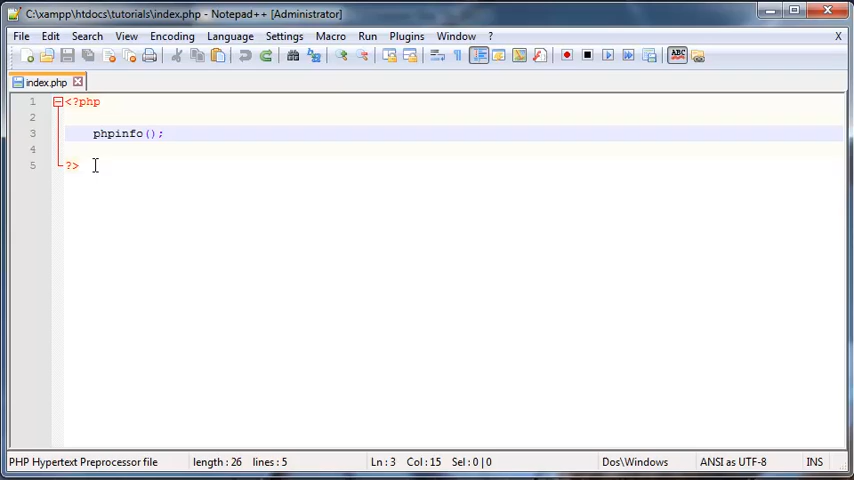 C:\xampp\htdocs\tutorials\index.php - Notepad++ [Administrator]
File Edit Search View Encoding Language Settings Macro Run Plugins Window ? X
ABC
index.php
1 <?php
2
3 phpinfo();
4
5 ?>
PHP Hypertext Preprocessor file length : 26 lines : 5 Ln : 3 Col : 15 Sel : 0 | 0 Dos\Windows ANSI as UTF-8 INS